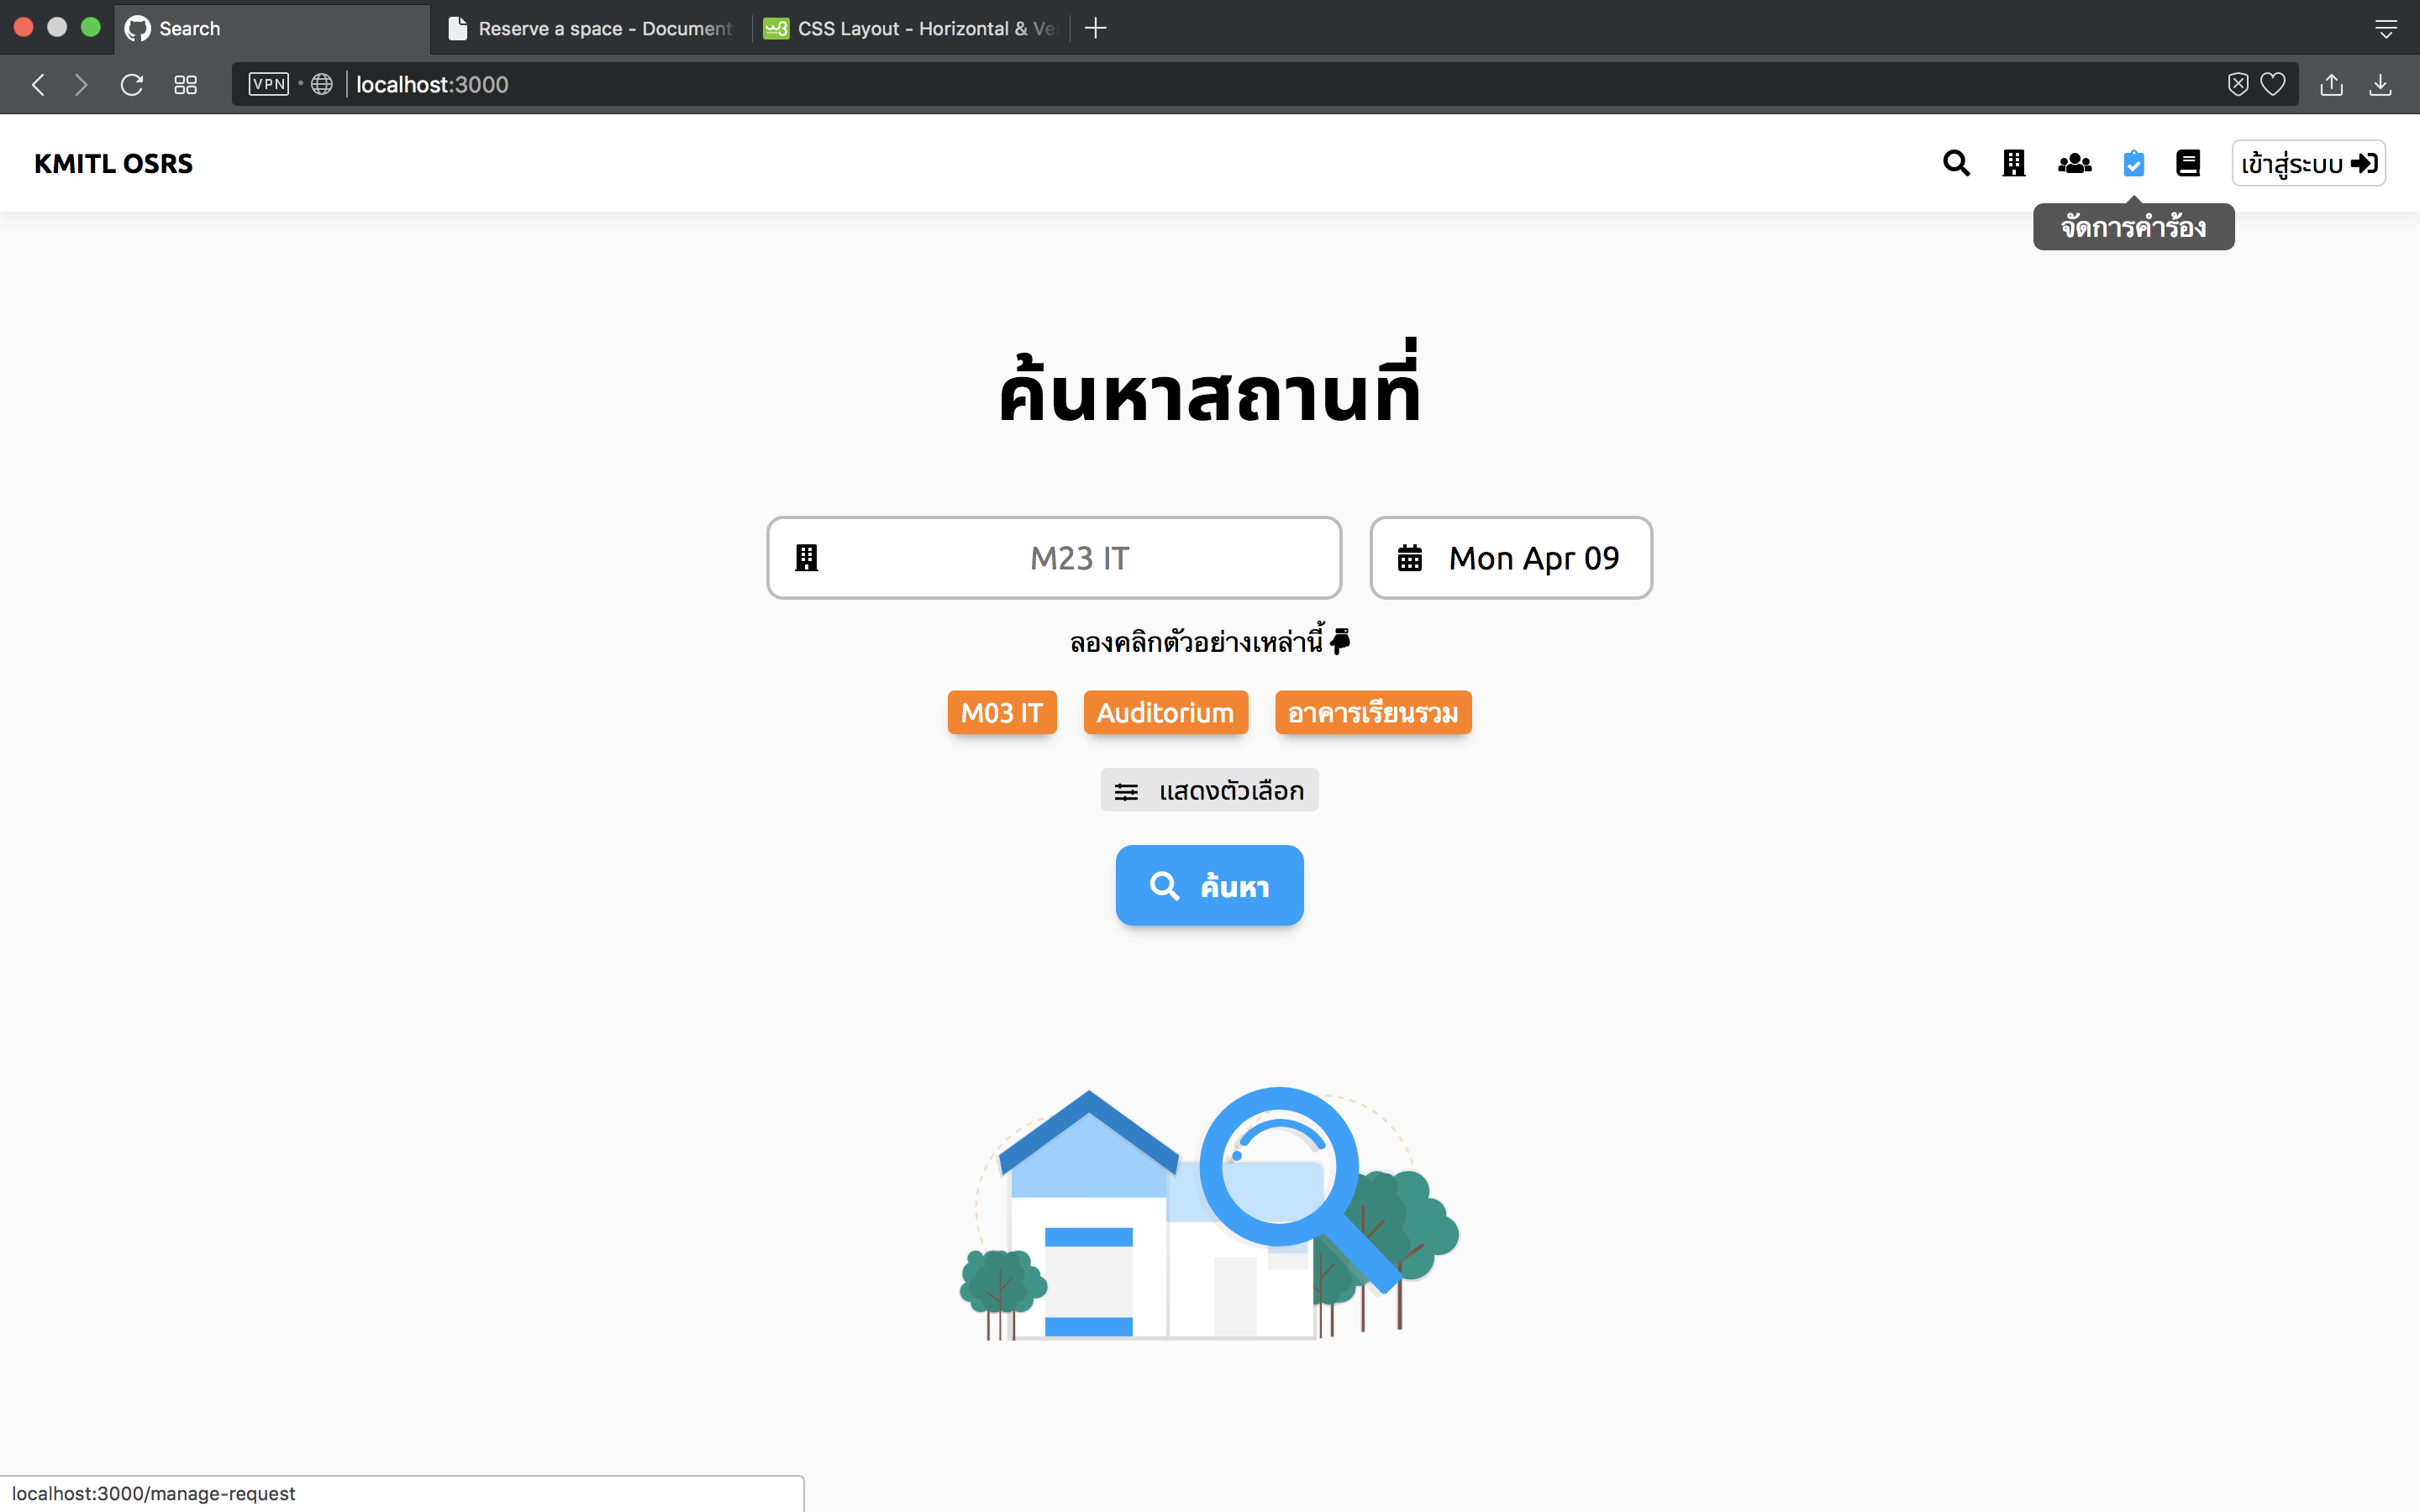 Search
Reserve a space - Document
CSS Layout - Horizontal & Ve
VPN
localhost:3000
KMITL OSRS
เข้าสู่ระบบ
จัดการคำร้อง
ค้นหาสถานที่
M23 IT
Mon Apr 09
ลองคลิกตัวอย่างเหล่านี้
M03 IT
Auditorium
อาคารเรียนรวม
แสดงตัวเลือก
ค้นหา
localhost:3000/manage-request